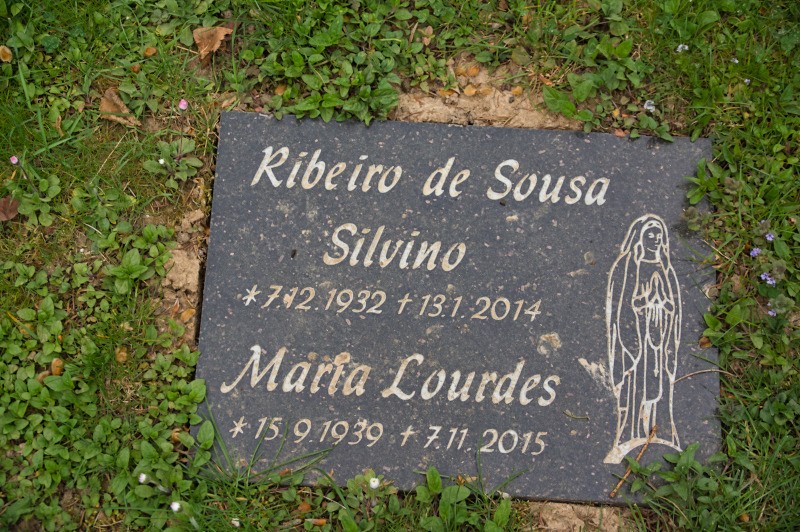 Ribeiro de Sousa
Silvino
*7.12.1932 †13.1.2014
Maria Lourdes
*15.9.1939 †7.11.2015